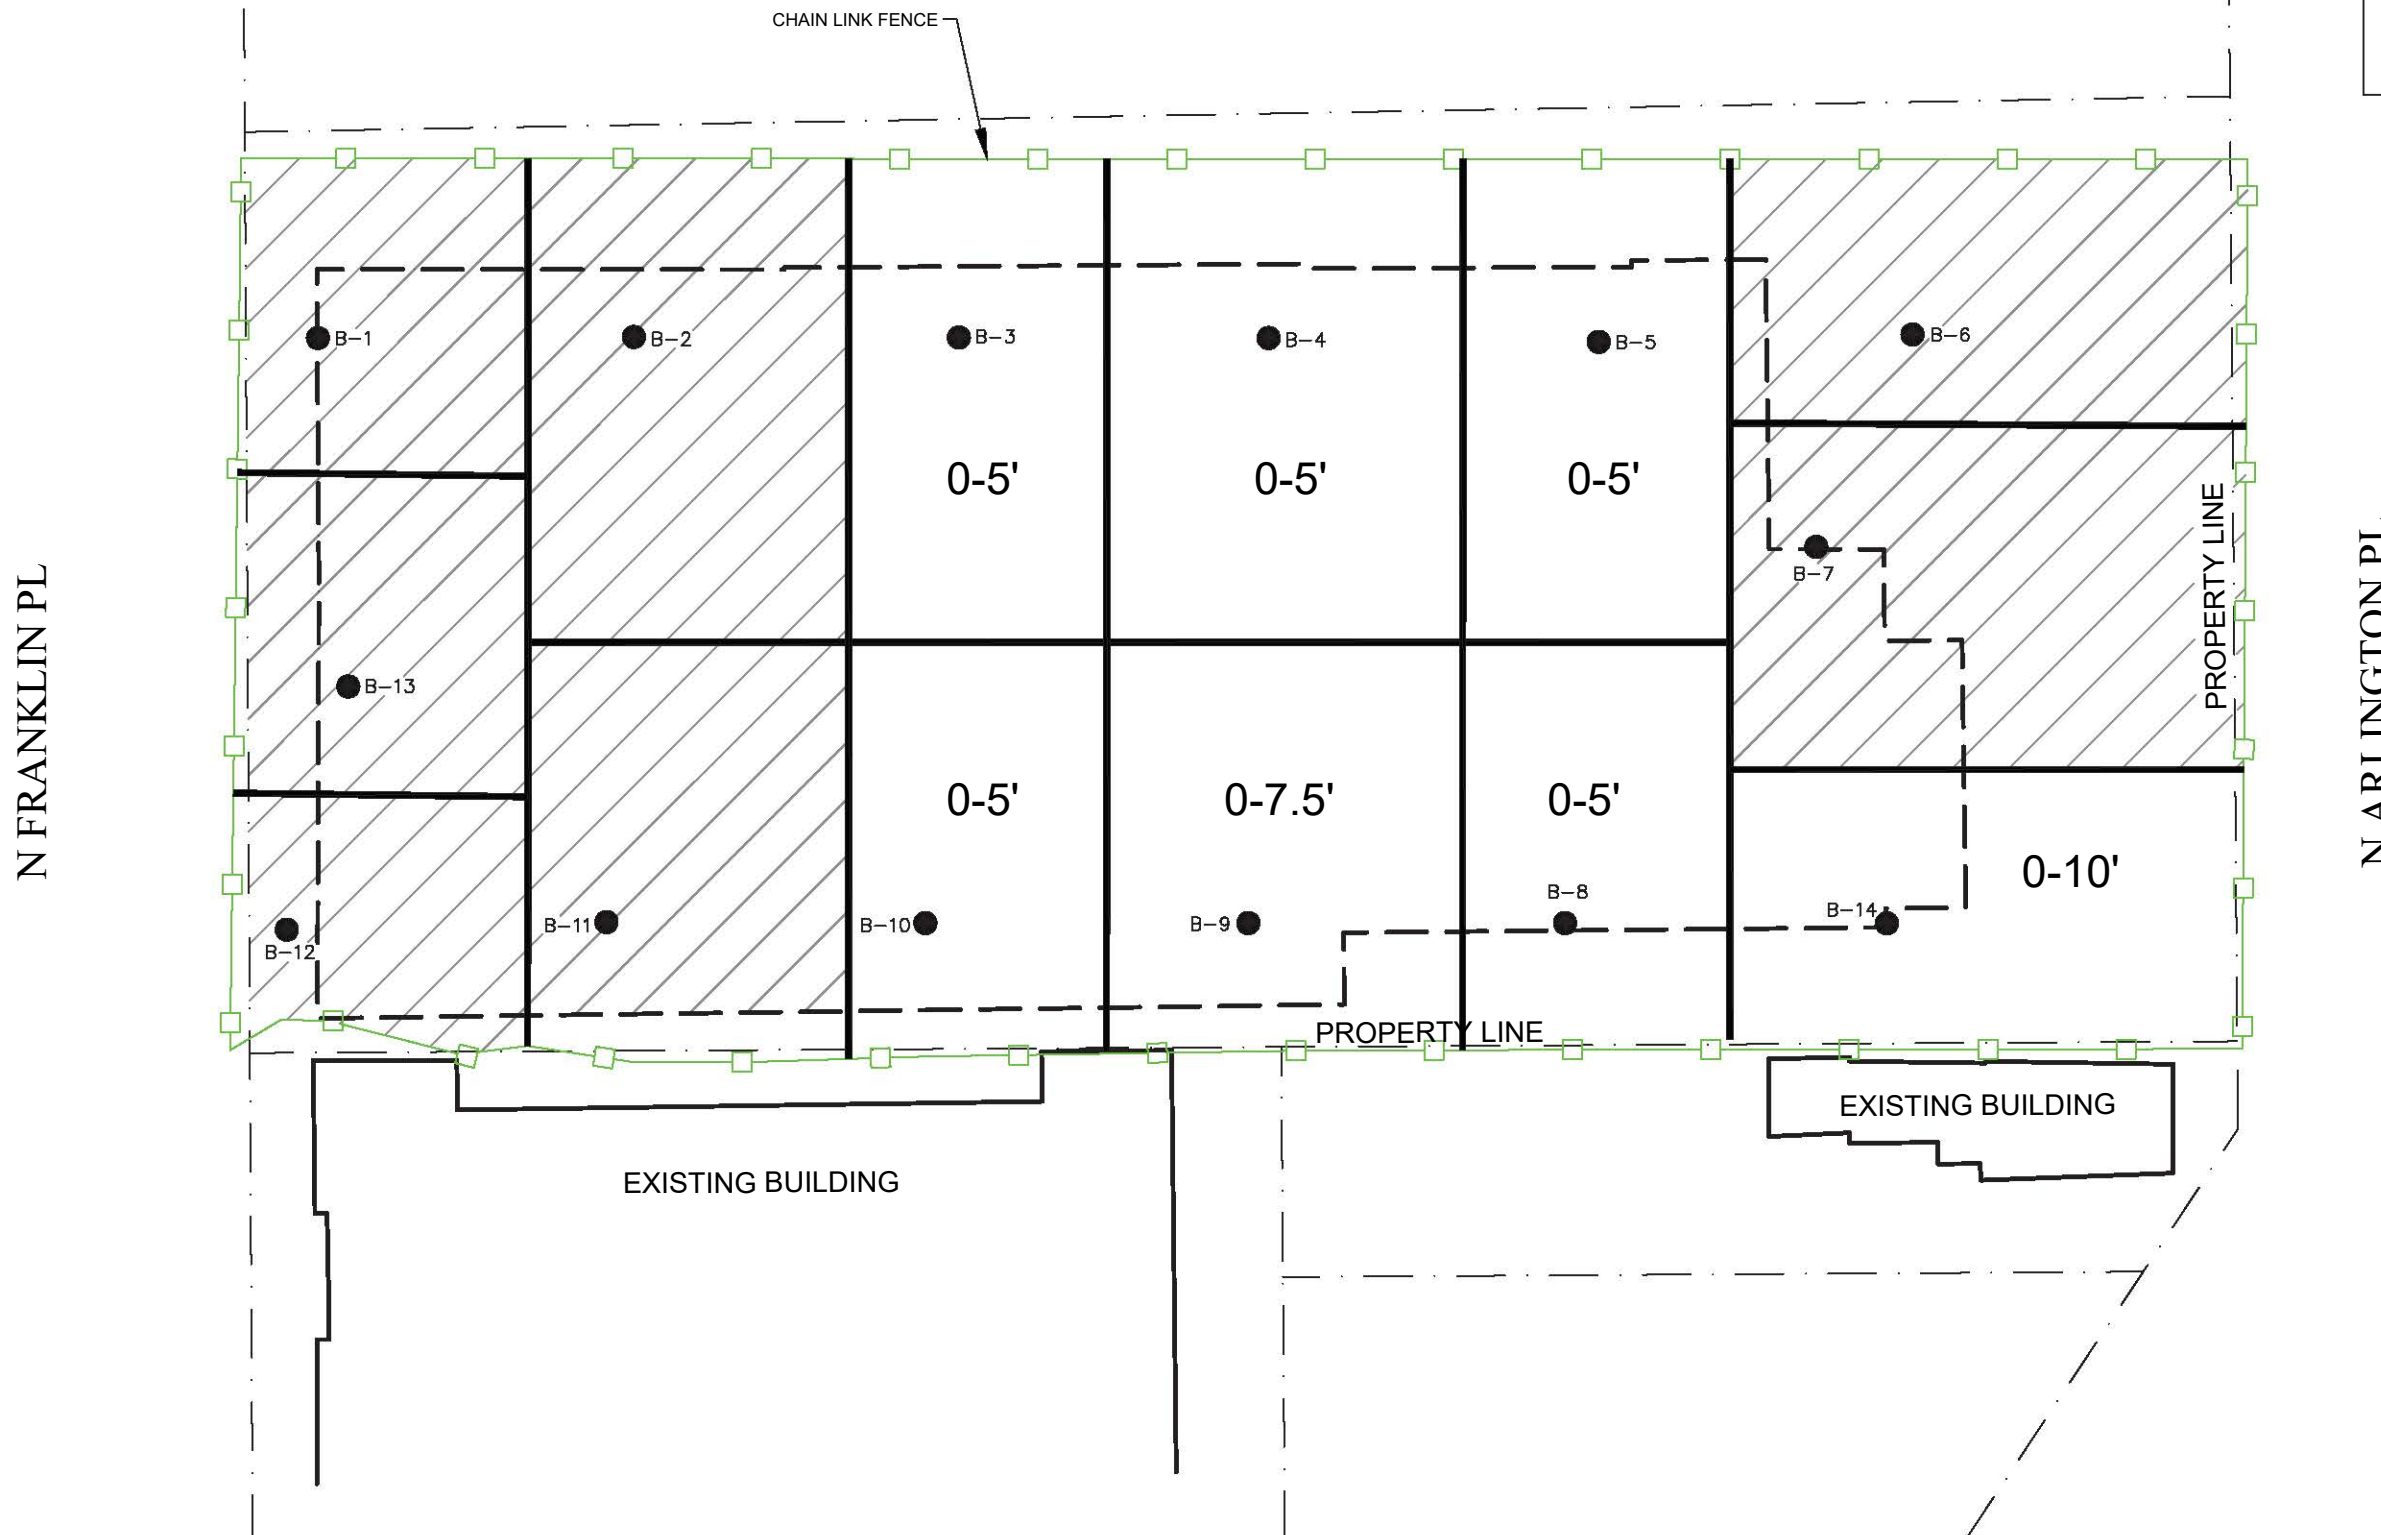 CHAIN LINK FENCE
B-1
B-2
B-3
B-4
B-5
B-6
0-5'
0-5'
0-5'
B-7
PROPERTY LINE
N FRANKLIN PL
N ARLINGTON PL
B-13
0-5'
0-7.5'
0-5'
0-10'
B-12
B-11
B-10
B-9
B-8
B-14
PROPERTY LINE
EXISTING BUILDING
EXISTING BUILDING